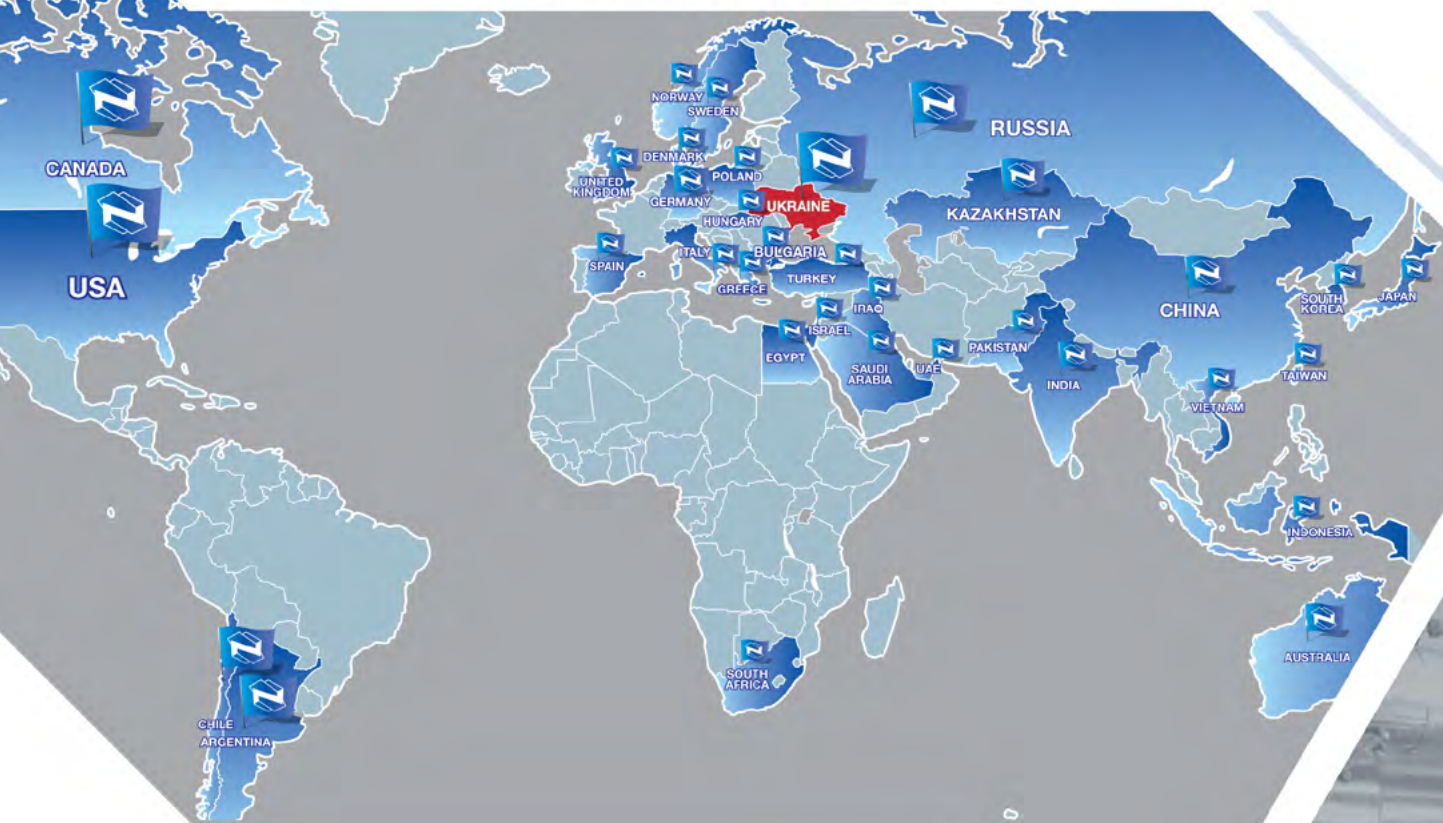 CANADA
USA
CHILE
ARGENTINA
NORWAY
SWEDEN
DENMARK
UNITED
KINGDOM
GERMANY
POLAND
HUNGARY
UKRAINE
SPAIN
ITALY
BULGARIA
GREECE
TURKEY
RUSSIA
KAZAKHSTAN
IRAQ
ISRAEL
EGYPT
SAUDI
ARABIA
UAE
PAKISTAN
INDIA
CHINA
SOUTH
KOREA
JAPAN
TAIWAN
VIETNAM
INDONESIA
SOUTH
AFRICA
AUSTRALIA